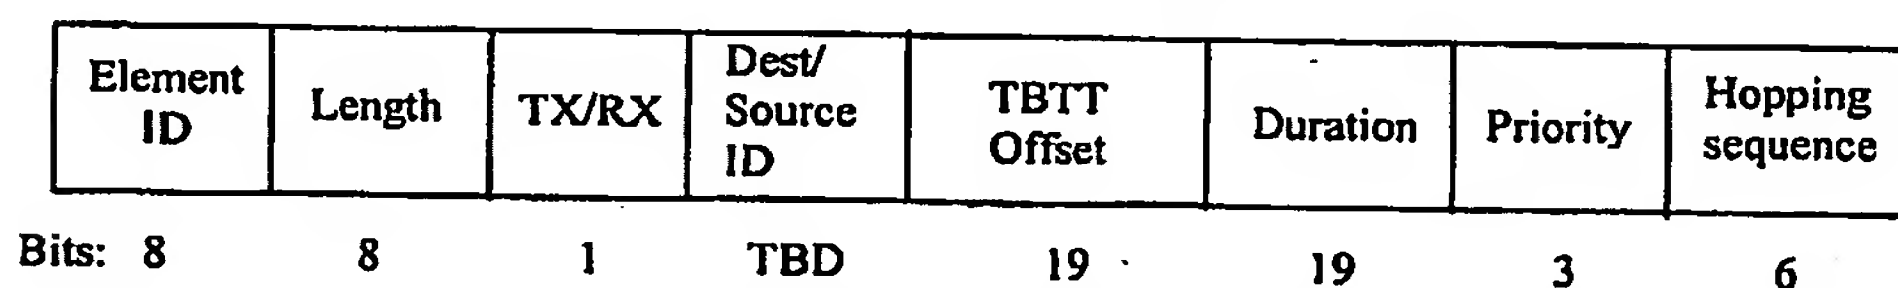 Element
ID
Length
TX/RX
Dest/
Source
ID
TBTT
Offset
Duration
Priority
Hopping
sequence
Bits: 8 8 1 TBD 19 19 3 6